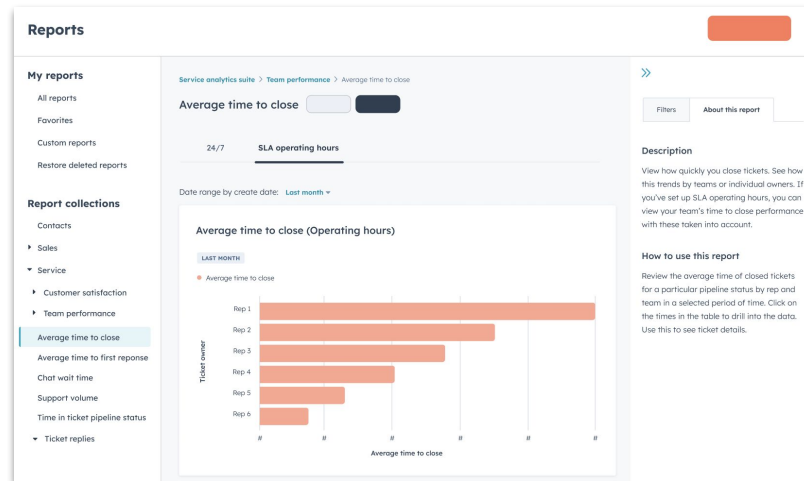 Reports
My reports
All reports
Favorites
Custom reports
Restore deleted reports
Report collections
Contacts
Sales
Service
Customer satisfaction
Team performance
Average time to close
Average time to first reponse
Chat wait time
Support volume
Time in ticket pipeline status
Ticket replies
Service analytics suite > Team performance > Average time to close
Average time to close
24/7
SLA operating hours
Date range by create date: Last month
Average time to close (Operating hours)
LAST MONTH
Average time to close
Ticket owner
Rep 1
Rep 2
Rep 3
Rep 4
Rep 5
Rep 6
# # # # # #
Average time to close
Filters
About this report
Description
View how quickly you close tickets. See how
this trends by teams or individual owners. If
you've set up SLA operating hours, you can
view your team's time to close performance
with these taken into account.
How to use this report
Review the average time of closed tickets
for a particular pipeline status by rep and
team in a selected period of time. Click on
the times in the table to drill into the data.
Use this to see ticket details.